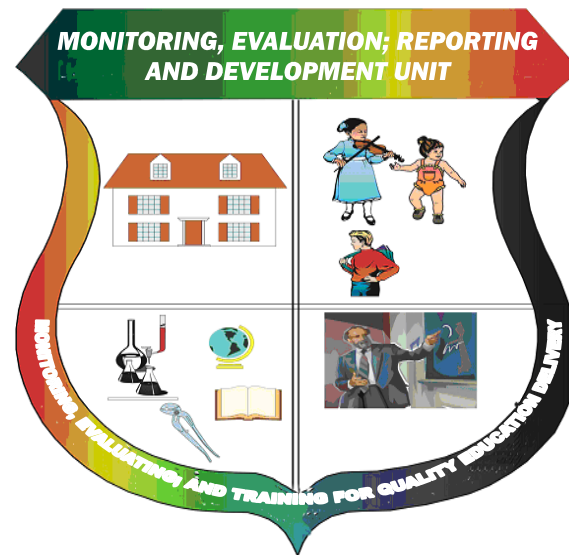 MONITORING, EVALUATION; REPORTING
AND DEVELOPMENT UNIT
MONITORING, EVALUATING; AND TRAINING FOR QUALITY EDUCATION DELIVERY